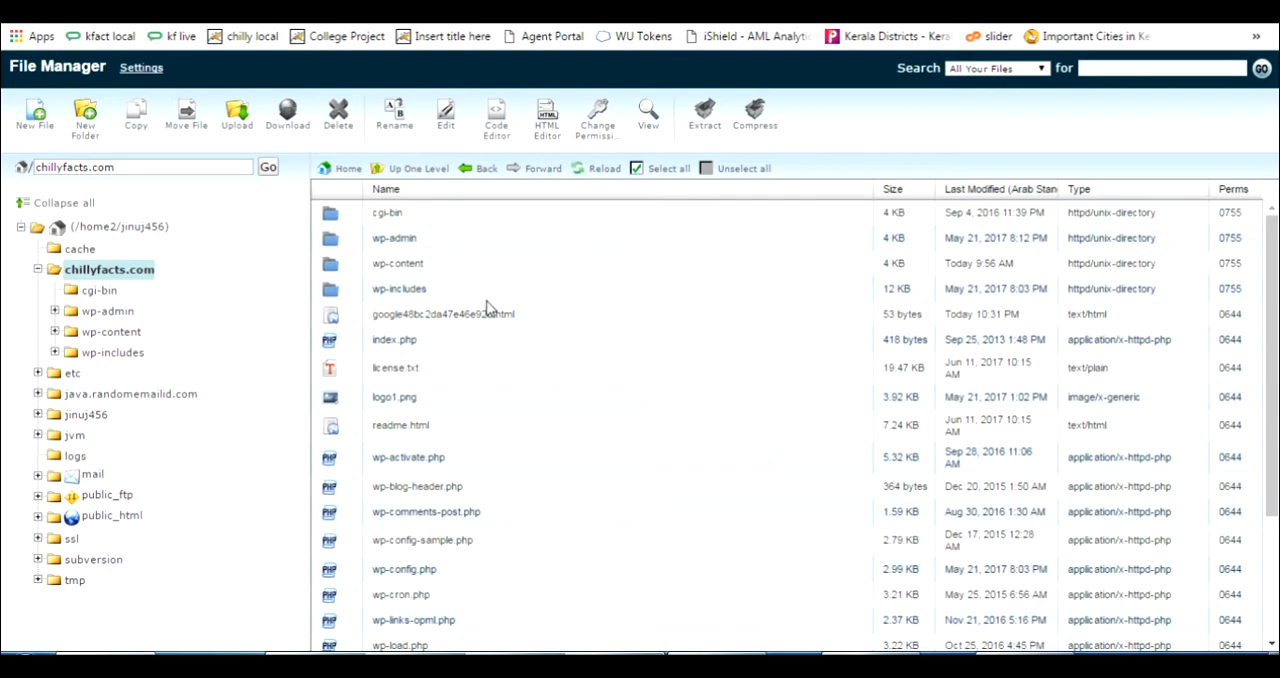 Apps kfact local kf live chilly local College Project Insert title here Agent Portal WU Tokens iShield - AML Analytic Kerala Districts - Kera slider Important Cities in Ke »
File Manager Settings Search All Your Files for GO
New File New Folder Copy Move File Upload Download Delete Rename Edit Code Editor HTML Editor Change Permissi... View Extract Compress
/ chillyfacts.com Go Home Up One Level Back Forward Reload Select all Unselect all
Collapse all
(/home2/jinuj456)
cache
chillyfacts.com
cgi-bin
wp-admin
wp-content
wp-includes
etc
java.randomemailid.com
jinuj456
jvm
logs
mail
public_ftp
public_html
ssl
subversion
tmp
Name Size Last Modified (Arab Stan Type Perms
cgi-bin 4 KB Sep 4, 2016 11:39 PM httpd/unix-directory 0755
wp-admin 4 KB May 21, 2017 8:12 PM httpd/unix-directory 0755
wp-content 4 KB Today 9:56 AM httpd/unix-directory 0755
wp-includes 12 KB May 21, 2017 8:03 PM httpd/unix-directory 0755
53 bytes Today 10:31 PM text/html 0644
index.php 418 bytes Sep 25, 2013 1:48 PM application/x-httpd-php 0644
license.txt 19.47 KB Jun 11, 2017 10:15 AM text/plain 0644
logo1.png 3.92 KB May 21, 2017 1:02 PM image/x-generic 0644
readme.html 7.24 KB Jun 11, 2017 10:15 AM text/html 0644
wp-activate.php 5.32 KB Sep 28, 2016 11:06 AM application/x-httpd-php 0644
wp-blog-header.php 364 bytes Dec 20, 2015 1:50 AM application/x-httpd-php 0644
wp-comments-post.php 1.59 KB Aug 30, 2016 1:30 AM application/x-httpd-php 0644
wp-config-sample.php 2.79 KB Dec 17, 2015 12:28 AM application/x-httpd-php 0644
wp-config.php 2.99 KB May 21, 2017 8:03 PM application/x-httpd-php 0644
wp-cron.php 3.21 KB May 25, 2015 6:56 AM application/x-httpd-php 0644
wp-links-opml.php 2.37 KB Nov 21, 2016 5:16 PM application/x-httpd-php 0644
wp-load.php 3.22 KB Oct 25, 2016 4:45 PM application/x-httpd-php 0644